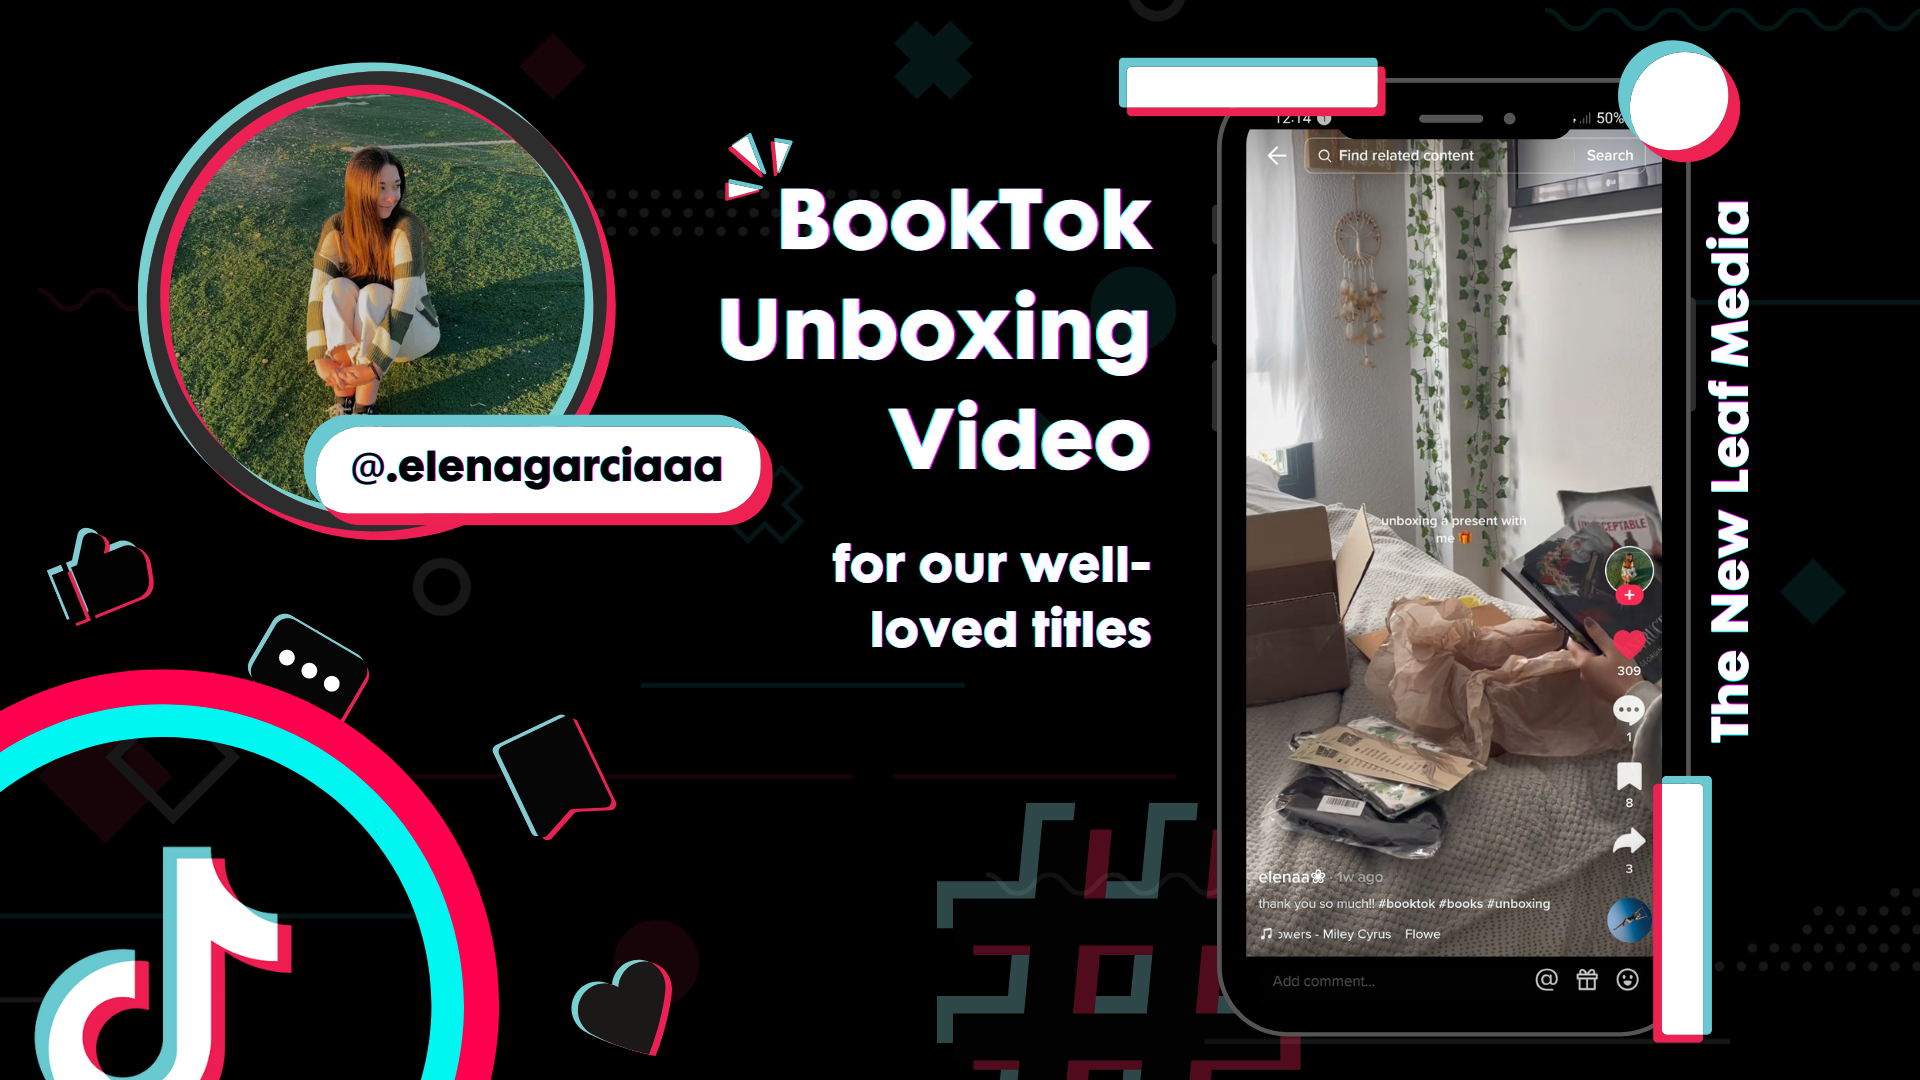 @.elenagarciaaa
BookTok
Unboxing
Video
for our well-
loved titles
12:14
50%
Find related content
Search
unboxing a present with
me 🎁
309
1
8
3
elenaa❀ · 1w ago
thank you so much!! #booktok #books #unboxing
owers - Miley Cyrus Flowe
Add comment...
The New Leaf Media